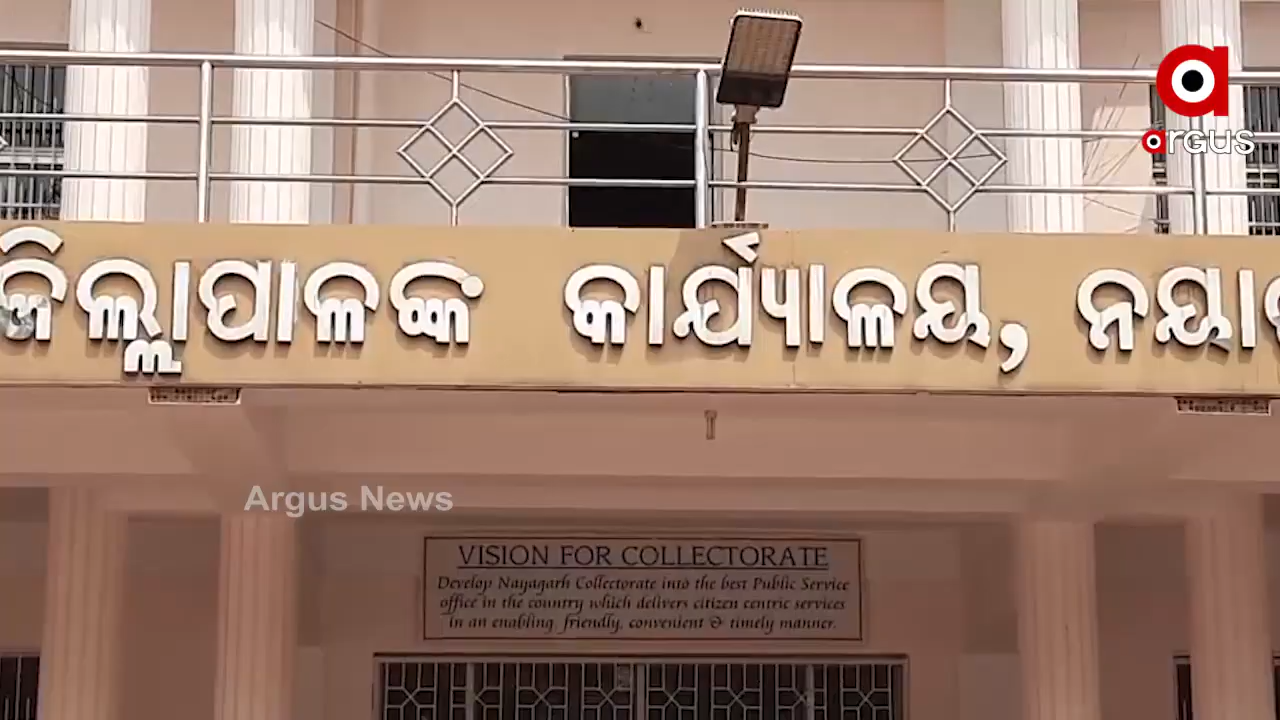 argus
ଜିଲ୍ଲାପାଳଙ୍କ କାର୍ଯ୍ୟାଳୟ,
Argus News
VISION FOR COLLECTORATE
Develop Nayagarh Collectorate into the best Public Service
office in the country which delivers citizen centric services
in an enabling, friendly, convenient & timely manner.